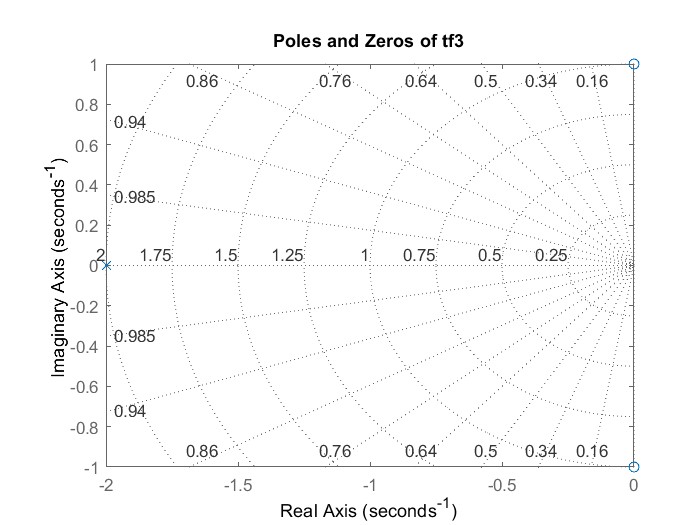 Poles and Zeros of tf3
1
0.86 0.76 0.64 0.5 0.34 0.16
0.8
0.94
0.6
0.4
0.985
0.2
2 1.75 1.5 1.25 1 0.75 0.5 0.25
0
-0.2
0.985
-0.4
-0.6
0.94
-0.8
0.86 0.76 0.64 0.5 0.34 0.16
-1
-2 -1.5 -1 -0.5 0
Real Axis (seconds⁻¹)
Imaginary Axis (seconds⁻¹)